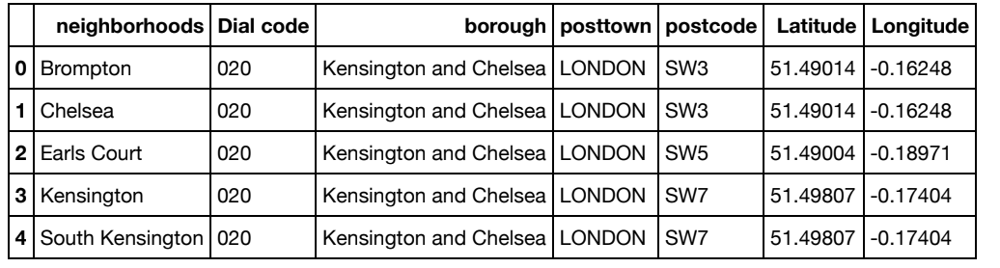 neighborhoods Dial code borough posttown postcode Latitude Longitude
0 Brompton 020 Kensington and Chelsea LONDON SW3 51.49014 -0.16248
1 Chelsea 020 Kensington and Chelsea LONDON SW3 51.49014 -0.16248
2 Earls Court 020 Kensington and Chelsea LONDON SW5 51.49004 -0.18971
3 Kensington 020 Kensington and Chelsea LONDON SW7 51.49807 -0.17404
4 South Kensington 020 Kensington and Chelsea LONDON SW7 51.49807 -0.17404